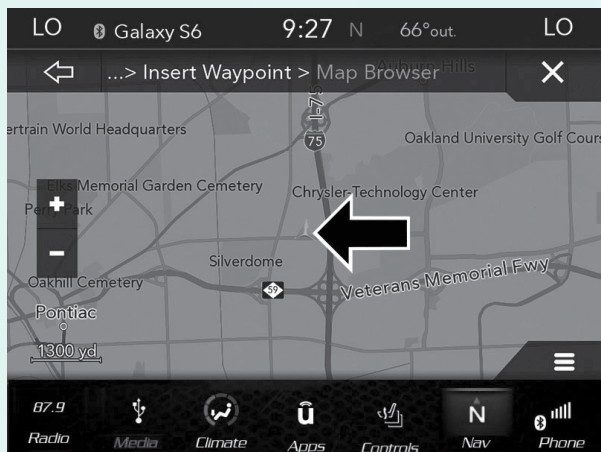 LO Galaxy S6 9:27 N 66°out. LO
...> Insert Waypoint > Map Browser
Auburn Hills
I-75
ertrain World Headquarters
75
Oakland University Golf Cours
Elks Memorial Garden Cemetery
Chrysler Technology Center
Perry Park
+
−
Silverdome
Oakhill Cemetery
59
Veterans Memorial Fwy
Pontiac
1300 yd
87.9 N
Radio Media Climate Apps Controls Nav Phone